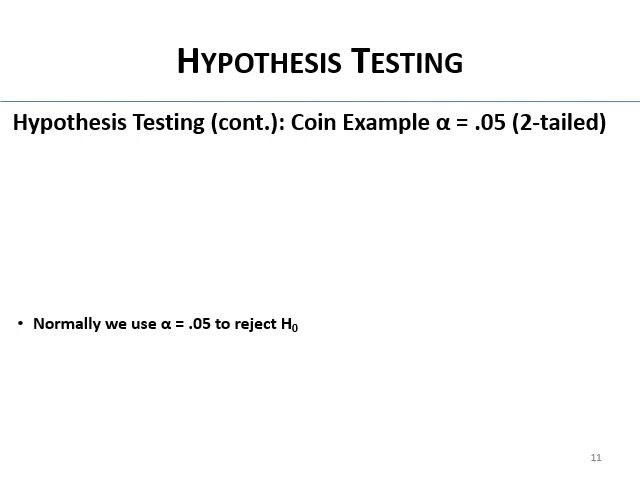 HYPOTHESIS TESTING
Hypothesis Testing (cont.): Coin Example α = .05 (2-tailed)
• Normally we use α = .05 to reject H₀
11